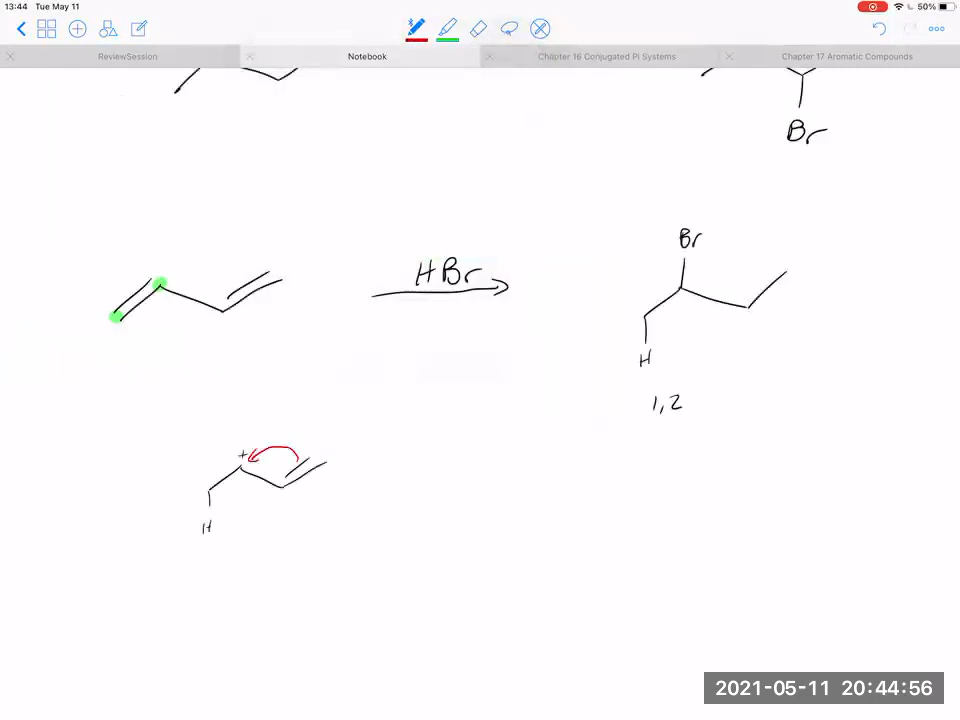 13:44 Tue May 11
50%
ReviewSession
Notebook
Chapter 16 Conjugated Pi Systems
Chapter 17 Aromatic Compounds
Br
HBr
Br
H
1,2
+
H
2021-05-11 20:44:56